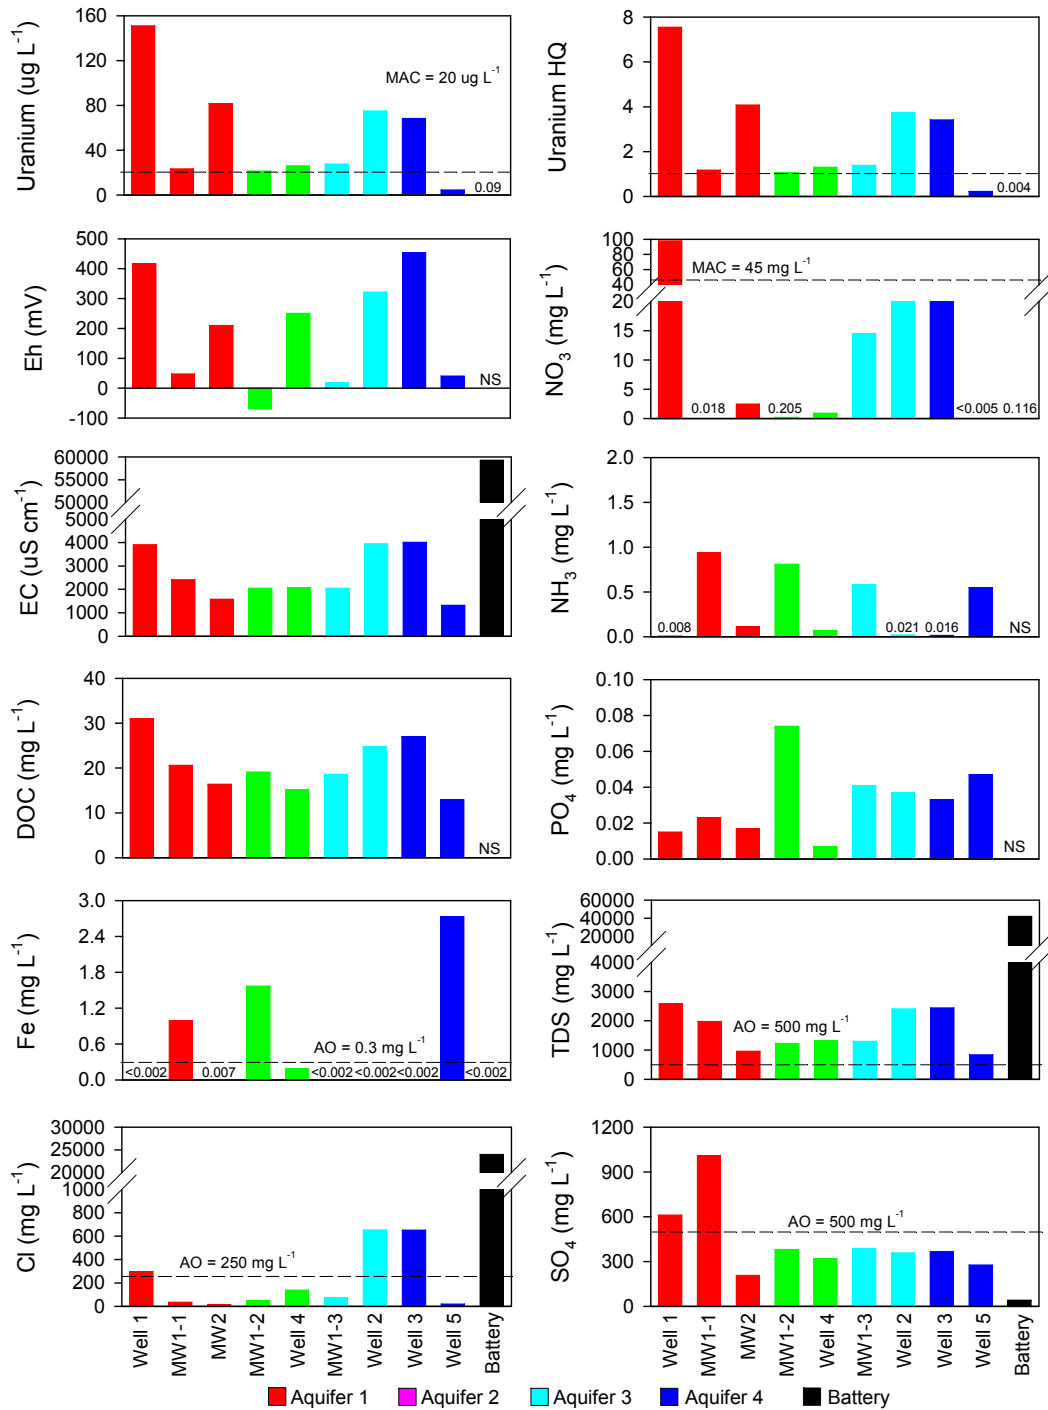 Uranium (ug L⁻¹)
160
120
80
40
0
MAC = 20 ug L⁻¹
0.09
Uranium HQ
8
6
4
2
0
0.004
Eh (mV)
500
400
300
200
100
0
-100
NS
NO₃ (mg L⁻¹)
100
80
60
40
20
15
10
5
0
MAC = 45 mg L⁻¹
0.018
0.205
<0.005
0.116
EC (uS cm⁻¹)
60000
55000
50000
5000
4000
3000
2000
1000
0
NH₃ (mg L⁻¹)
2.0
1.5
1.0
0.5
0.0
0.008
0.021
0.016
NS
DOC (mg L⁻¹)
40
30
20
10
0
NS
PO₄ (mg L⁻¹)
0.10
0.08
0.06
0.04
0.02
0.00
NS
Fe (mg L⁻¹)
3.0
2.4
1.8
1.2
0.6
0.0
AO = 0.3 mg L⁻¹
<0.002
0.007
<0.002
<0.002
<0.002
<0.002
TDS (mg L⁻¹)
60000
40000
20000
4000
3000
2000
1000
0
AO = 500 mg L⁻¹
Cl (mg L⁻¹)
30000
25000
20000
1000
800
600
400
200
0
AO = 250 mg L⁻¹
Well 1
MW1-1
MW2
MW1-2
Well 4
MW1-3
Well 2
Well 3
Well 5
Battery
SO₄ (mg L⁻¹)
1200
900
600
300
0
AO = 500 mg L⁻¹
Well 1
MW1-1
MW2
MW1-2
Well 4
MW1-3
Well 2
Well 3
Well 5
Battery
Aquifer 1 Aquifer 2 Aquifer 3 Aquifer 4 Battery